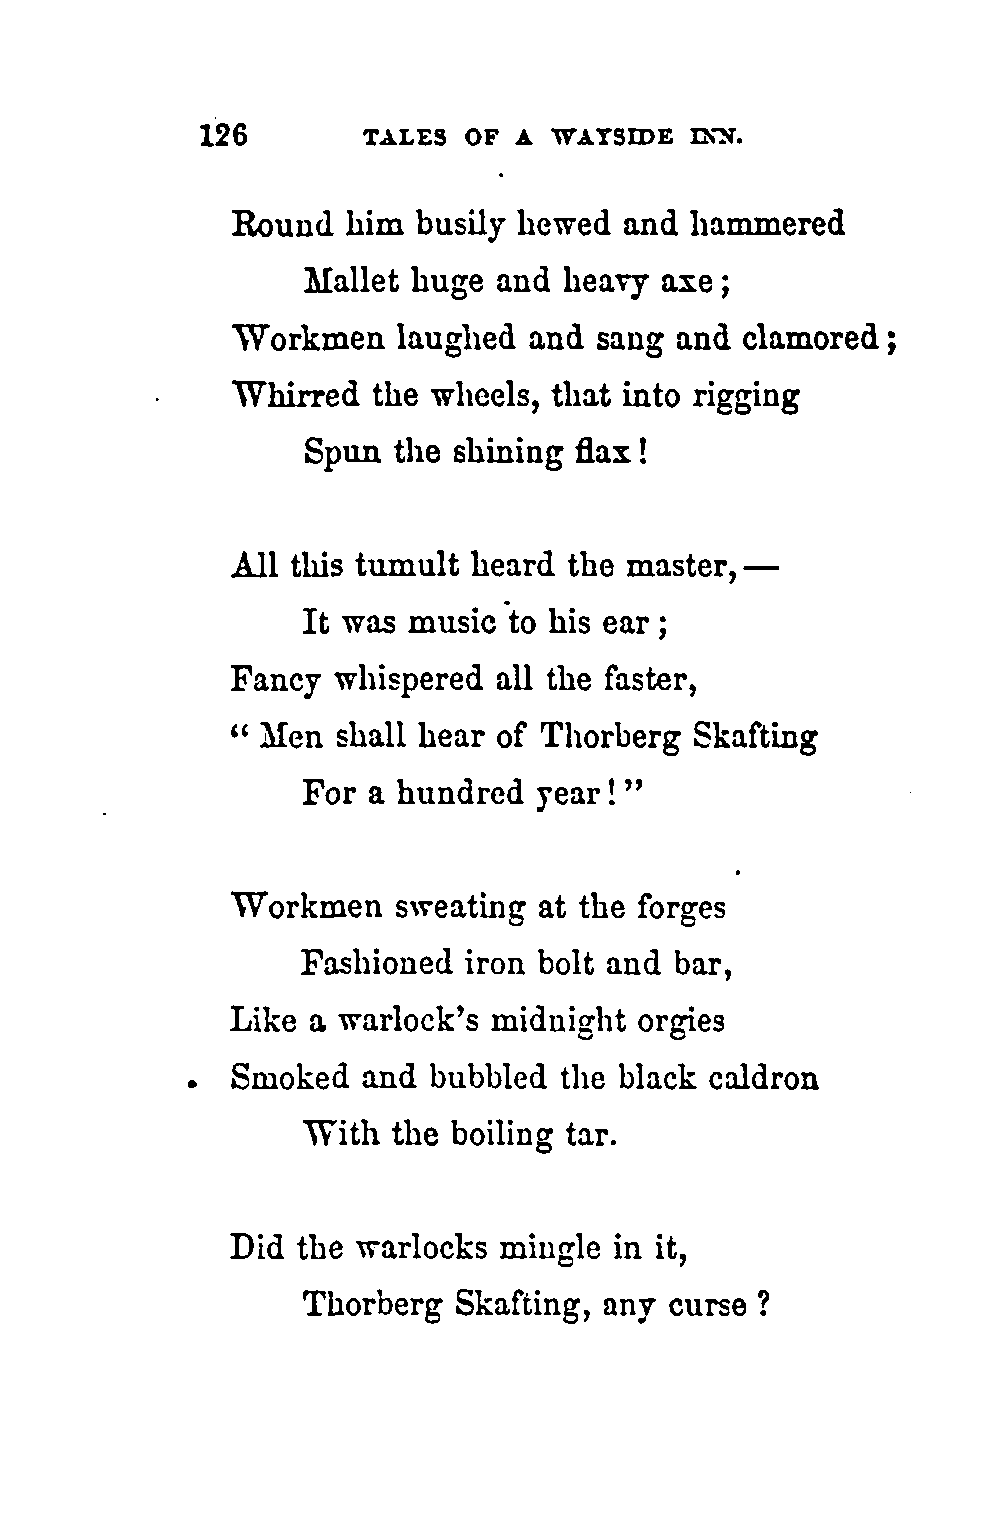 126 TALES OF A WAYSIDE INN.
Round him busily hewed and hammered
Mallet huge and heavy axe;
Workmen laughed and sang and clamored;
Whirred the wheels, that into rigging
Spun the shining flax!
All this tumult heard the master,—
It was music to his ear;
Fancy whispered all the faster,
"Men shall hear of Thorberg Skafting
For a hundred year!"
Workmen sweating at the forges
Fashioned iron bolt and bar,
Like a warlock's midnight orgies
Smoked and bubbled the black caldron
With the boiling tar.
Did the warlocks mingle in it,
Thorberg Skafting, any curse?